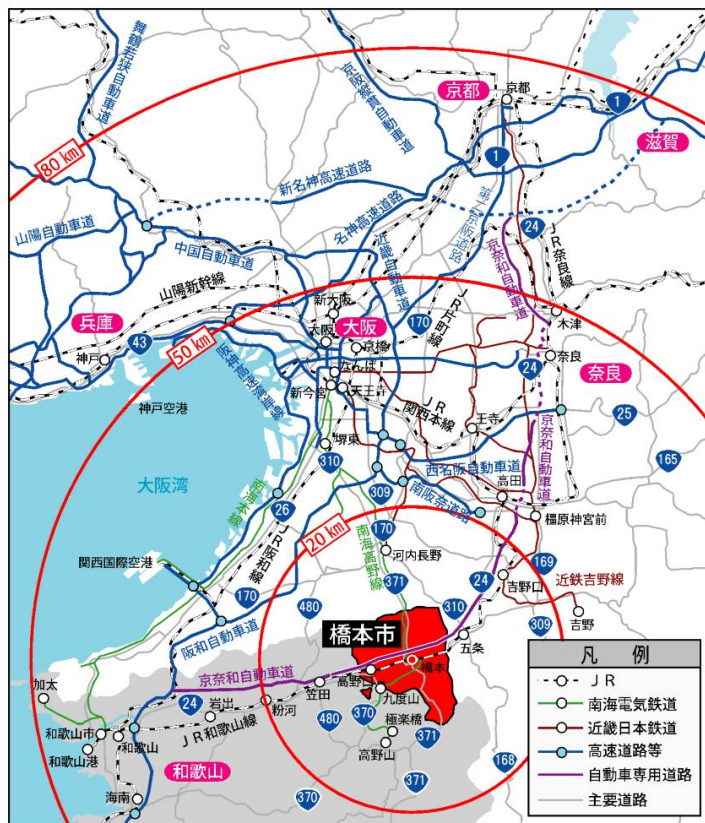 舞鶴若狭自動車道
京阪縦貫自動車道
京都
京都
1
滋賀
80km
1
新名神高速道路
名神高速道路
近畿自動車道
第二京阪道路
山陽自動車道
中国自動車道
山陽新幹線
京奈和自動車道
24
JR奈良線
兵庫
43
神戸
50km
新大阪
大阪
大阪
京橋
170
JR片町線
木津
奈良
24
奈良
なんば
新今宮
天王寺
阪神高速湾岸線
神戸空港
JR関西本線
王寺
25
京奈和自動車道
堺東
310
大阪湾
西名阪自動車道
165
309
高田
南阪奈道路
橿原神宮前
南海本線
26
20km
JR阪和線
170
河内長野
南海高野線
371
24
169
近鉄吉野線
吉野口
吉野
関西国際空港
170
480
310
309
阪和自動車道
橋本市
五条
橋本
京奈和自動車道
高野口
笠田
九度山
加太
24
岩出
粉河
JR和歌山線
480
370
極楽橋
371
和歌山市
和歌山
和歌山港
高野山
和歌山
168
海南
370
371
凡 例
JR
南海電気鉄道
近畿日本鉄道
高速道路等
自動車専用道路
主要道路